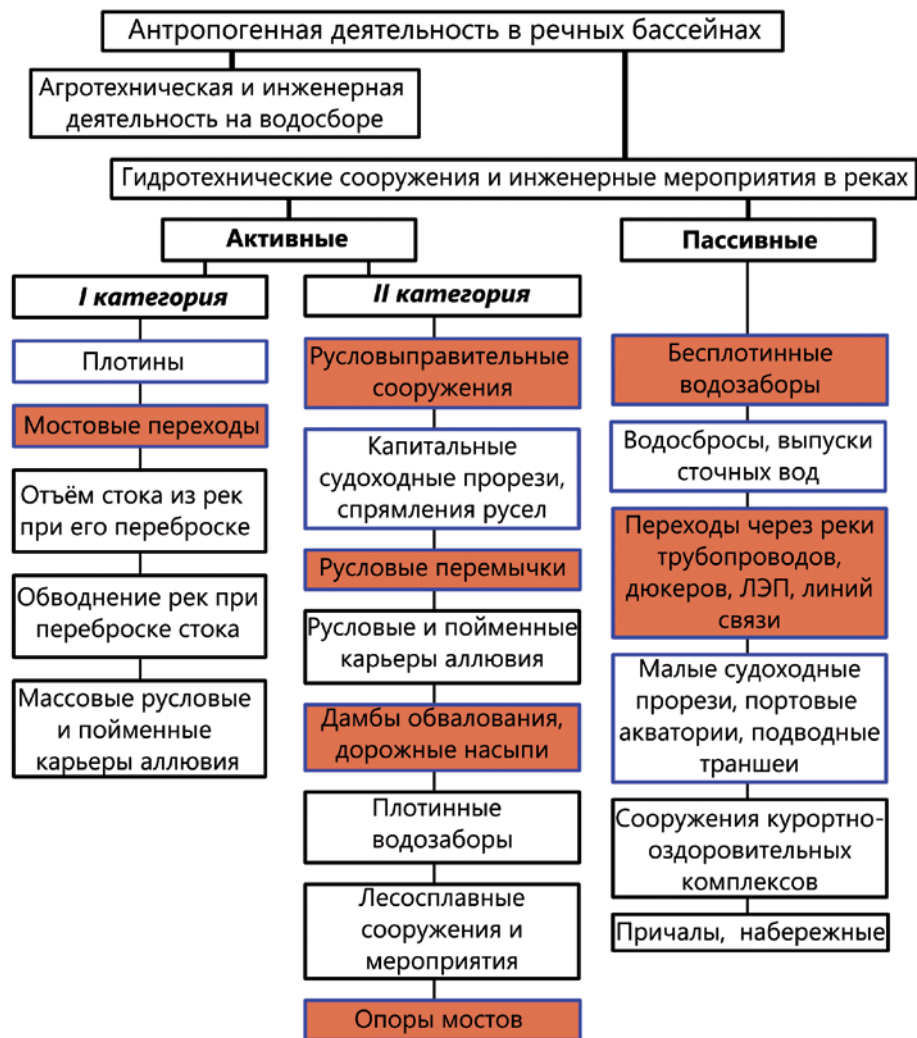 Антропогенная деятельность в речных бассейнах
Агротехническая и инженерная
деятельность на водосборе
Гидротехнические сооружения и инженерные мероприятия в реках
Активные
Пассивные
I категория
II категория
Плотины
Мостовые переходы
Отъём стока из рек
при его переброске
Обводнение рек при
переброске стока
Массовые русловые
и пойменные
карьеры аллювия
Русловыправительные
сооружения
Капитальные
судоходные прорези,
спрямления русел
Русловые перемычки
Русловые и пойменные
карьеры аллювия
Дамбы обвалования,
дорожные насыпи
Плотинные
водозаборы
Лесосплавные
сооружения и
мероприятия
Опоры мостов
Бесплотинные
водозаборы
Водосбросы, выпуски
сточных вод
Переходы через реки
трубопроводов,
дюкеров, ЛЭП, линий
связи
Малые судоходные
прорези, портовые
акватории, подводные
траншеи
Сооружения курортно-
оздоровительных
комплексов
Причалы, набережные